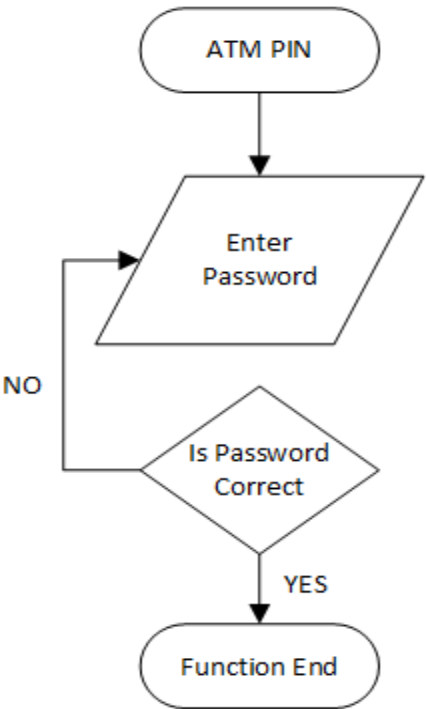 ATM PIN
Enter
Password
NO
Is Password
Correct
YES
Function End